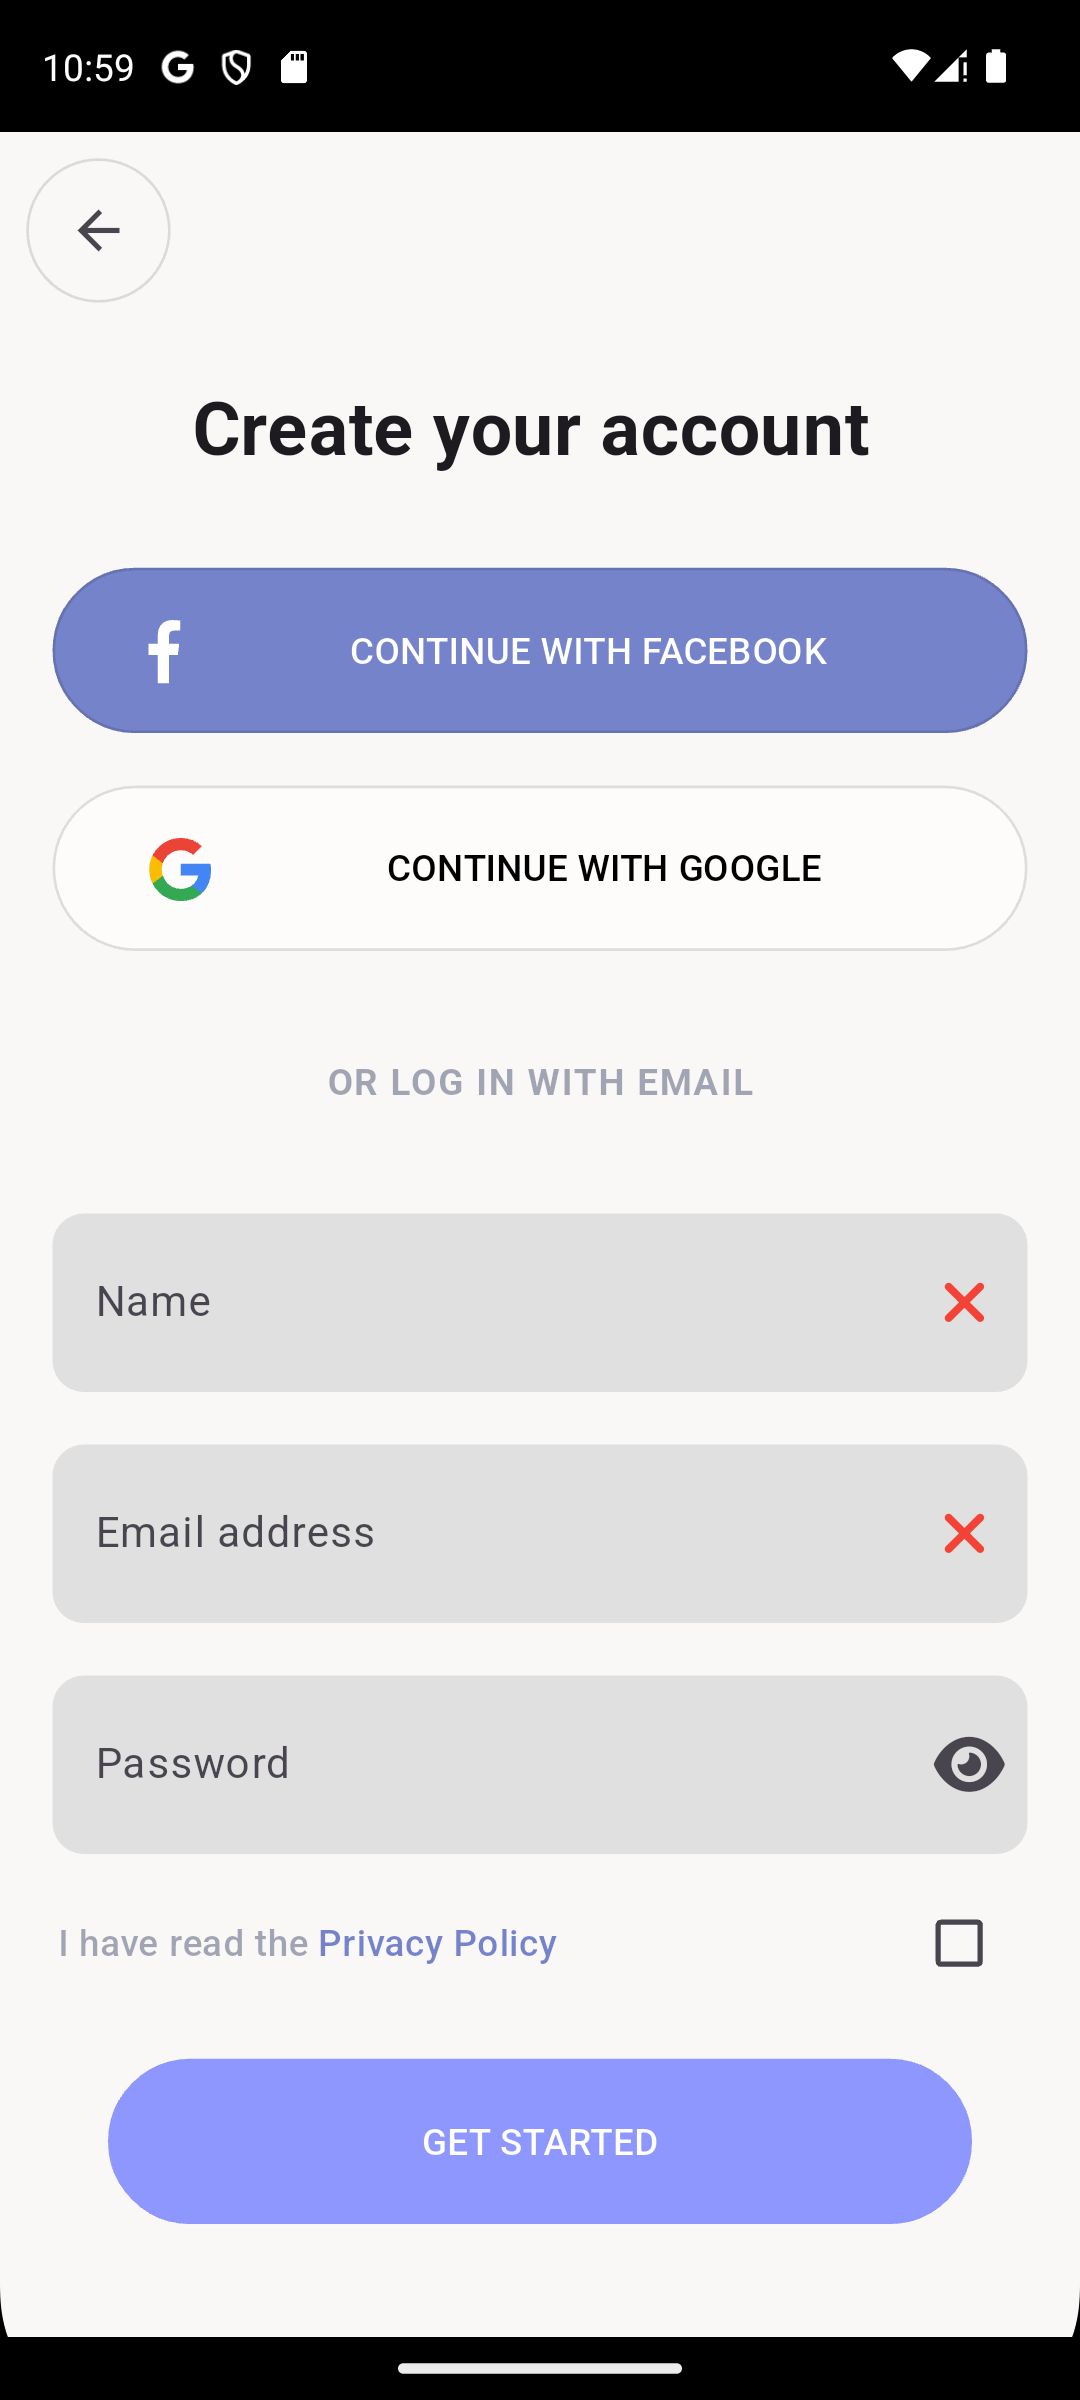 10:59
Create your account
CONTINUE WITH FACEBOOK
CONTINUE WITH GOOGLE
OR LOG IN WITH EMAIL
Name
Email address
Password
I have read the Privacy Policy
GET STARTED